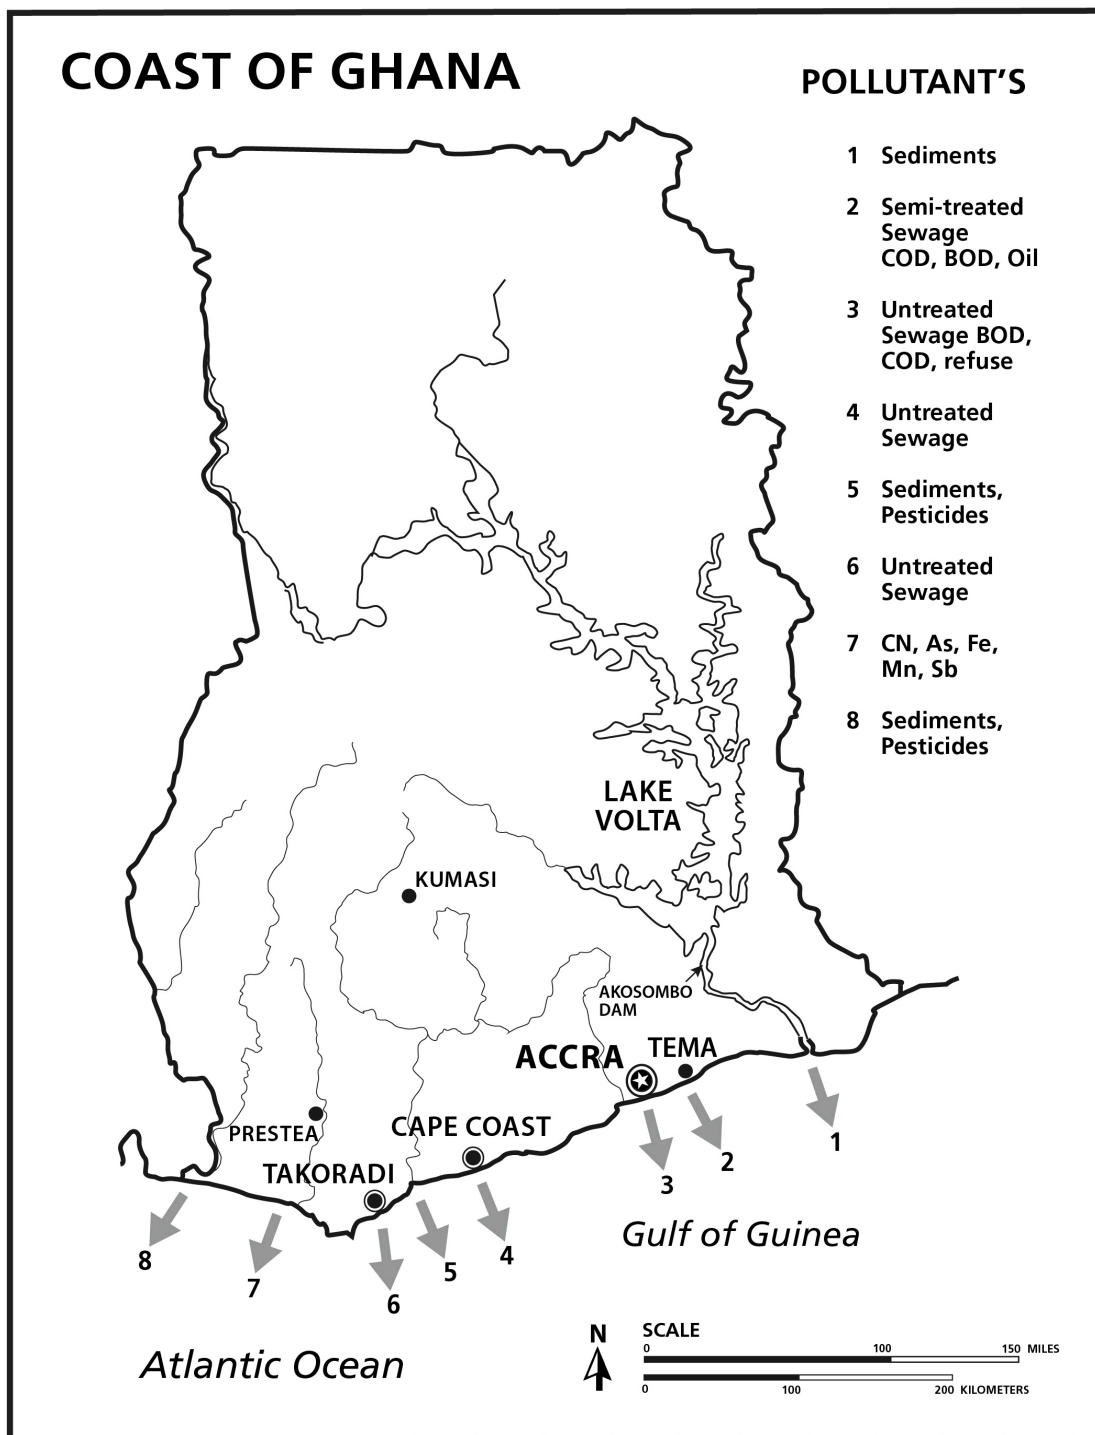 COAST OF GHANA
POLLUTANT'S
1 Sediments
2 Semi-treated
Sewage
COD, BOD, Oil
3 Untreated
Sewage BOD,
COD, refuse
4 Untreated
Sewage
5 Sediments,
Pesticides
6 Untreated
Sewage
7 CN, As, Fe,
Mn, Sb
8 Sediments,
Pesticides
LAKE
VOLTA
KUMASI
AKOSOMBO
DAM
ACCRA
TEMA
CAPE COAST
PRESTEA
TAKORADI
1
2
3
4
5
6
7
8
Gulf of Guinea
Atlantic Ocean
N
SCALE
0 100 150 MILES
0 100 200 KILOMETERS